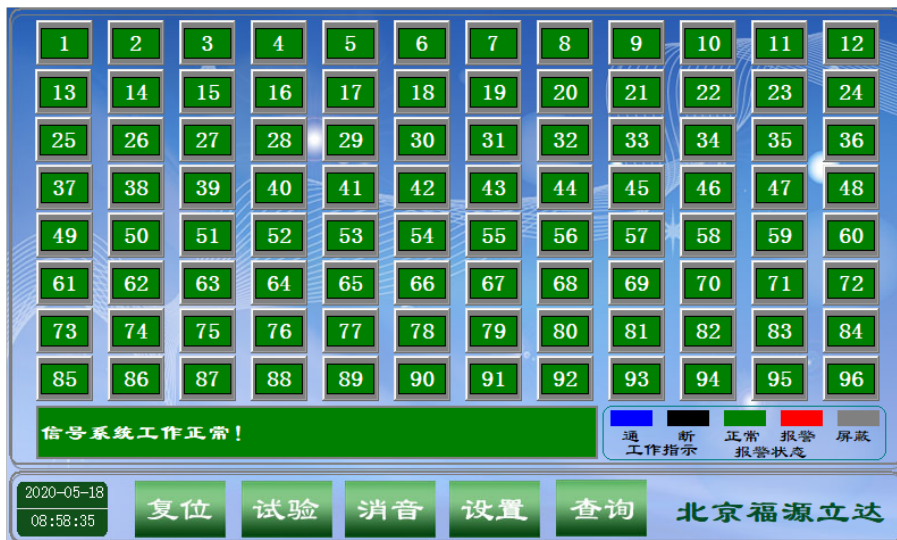 1 2 3 4 5 6 7 8 9 10 11 12
13 14 15 16 17 18 19 20 21 22 23 24
25 26 27 28 29 30 31 32 33 34 35 36
37 38 39 40 41 42 43 44 45 46 47 48
49 50 51 52 53 54 55 56 57 58 59 60
61 62 63 64 65 66 67 68 69 70 71 72
73 74 75 76 77 78 79 80 81 82 83 84
85 86 87 88 89 90 91 92 93 94 95 96
信号系统工作正常!
通 断 正常 报警 屏蔽
工作指示 报警状态
2020-05-18
08:58:35
复位 试验 消音 设置 查询 北京福源立达